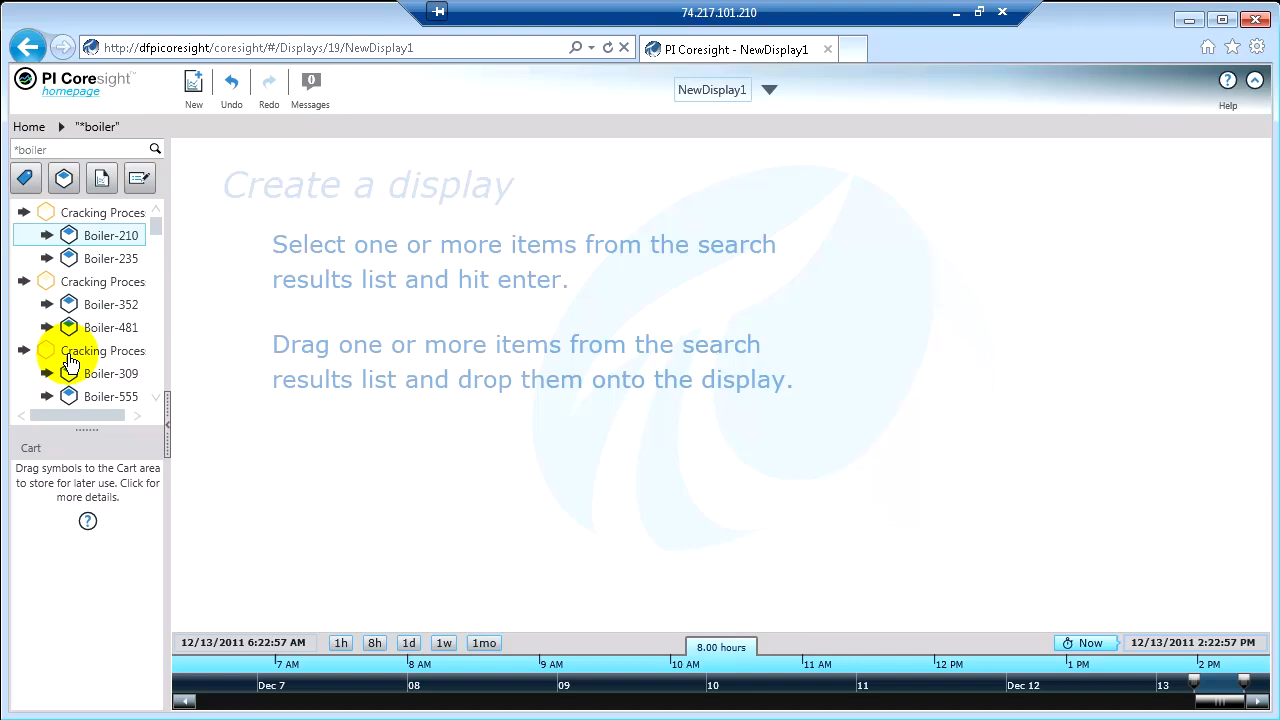 74.217.101.210
http://dfpicoresight/coresight/#/Displays/19/NewDisplay1
PI Coresight - NewDisplay1
PI Coresight™
homepage
New
Undo
Redo
0
Messages
NewDisplay1
Help
Home
"*boiler"
*boiler
Cracking Proces
Boiler-210
Boiler-235
Cracking Proces
Boiler-352
Boiler-481
Cracking Proces
Boiler-309
Boiler-555
Cart
Drag symbols to the Cart area
to store for later use. Click for
more details.
Create a display
Select one or more items from the search
results list and hit enter.
Drag one or more items from the search
results list and drop them onto the display.
12/13/2011 6:22:57 AM
1h
8h
1d
1w
1mo
8.00 hours
Now
12/13/2011 2:22:57 PM
7 AM
8 AM
9 AM
10 AM
11 AM
12 PM
1 PM
2 PM
Dec 7
08
09
10
11
Dec 12
13